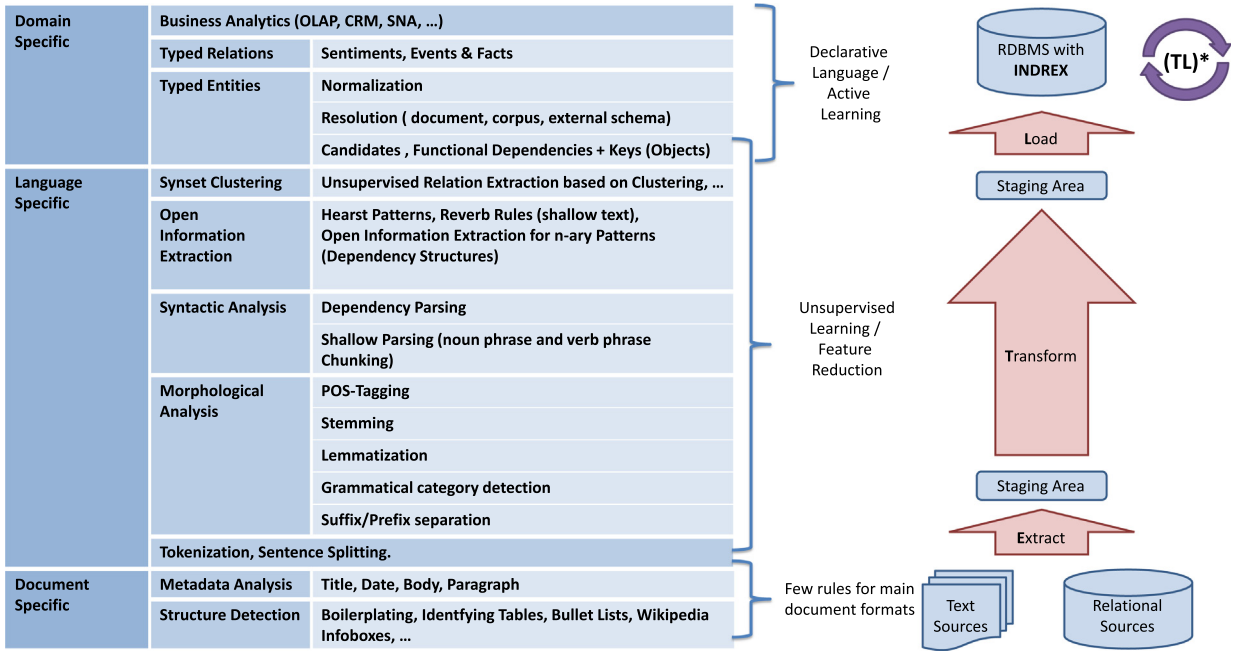 Domain
Specific
Business Analytics (OLAP, CRM, SNA, …)
Typed Relations
Sentiments, Events & Facts
Typed Entities
Normalization
Resolution ( document, corpus, external schema)
Candidates , Functional Dependencies + Keys (Objects)
Language
Specific
Synset Clustering
Unsupervised Relation Extraction based on Clustering, …
Open
Information
Extraction
Hearst Patterns, Reverb Rules (shallow text),
Open Information Extraction for n-ary Patterns
(Dependency Structures)
Syntactic Analysis
Dependency Parsing
Shallow Parsing (noun phrase and verb phrase
Chunking)
Morphological
Analysis
POS-Tagging
Stemming
Lemmatization
Grammatical category detection
Suffix/Prefix separation
Tokenization, Sentence Splitting.
Document
Specific
Metadata Analysis
Title, Date, Body, Paragraph
Structure Detection
Boilerplating, Identfying Tables, Bullet Lists, Wikipedia
Infoboxes, …
Declarative
Language /
Active
Learning
Unsupervised
Learning /
Feature
Reduction
Few rules for main
document formats
RDBMS with
INDREX
(TL)*
Load
Staging Area
Transform
Staging Area
Extract
Text
Sources
Relational
Sources